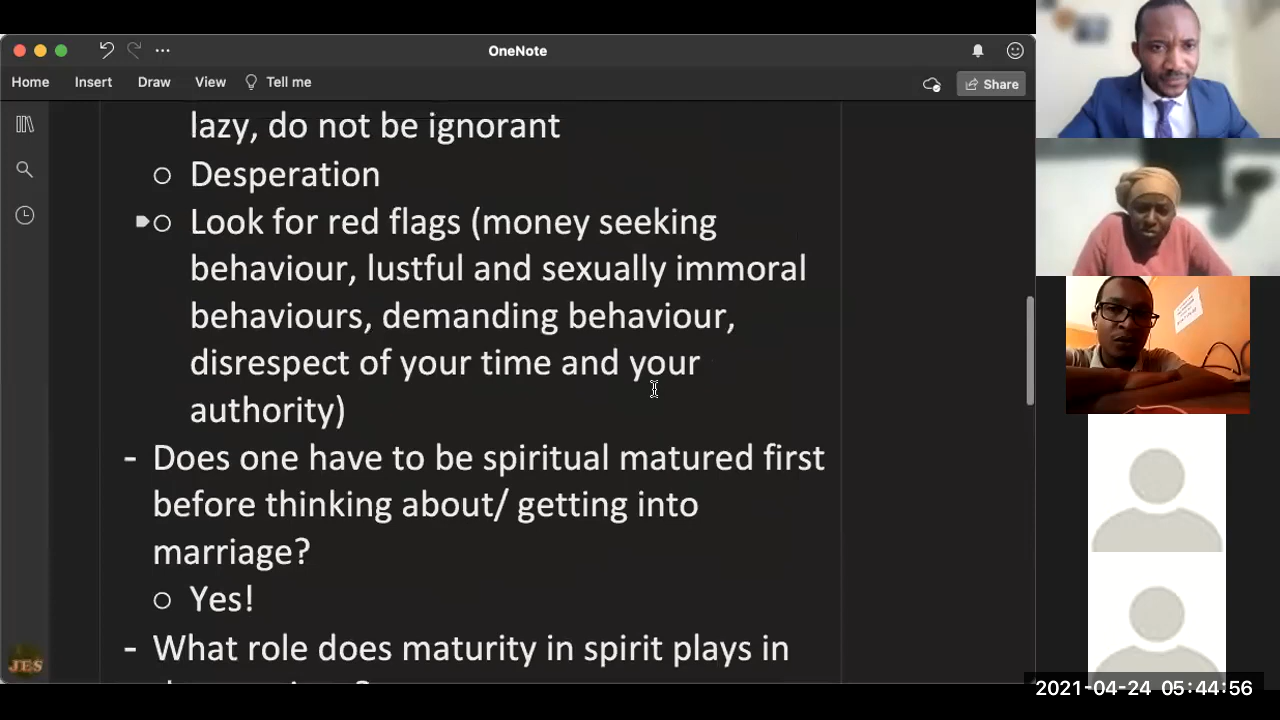 OneNote
Home Insert Draw View Tell me Share
lazy, do not be ignorant
○ Desperation
○ Look for red flags (money seeking
behaviour, lustful and sexually immoral
behaviours, demanding behaviour,
disrespect of your time and your
authority)
- Does one have to be spiritual matured first
before thinking about/ getting into
marriage?
○ Yes!
- What role does maturity in spirit plays in
JES
2021-04-24 05:44:56